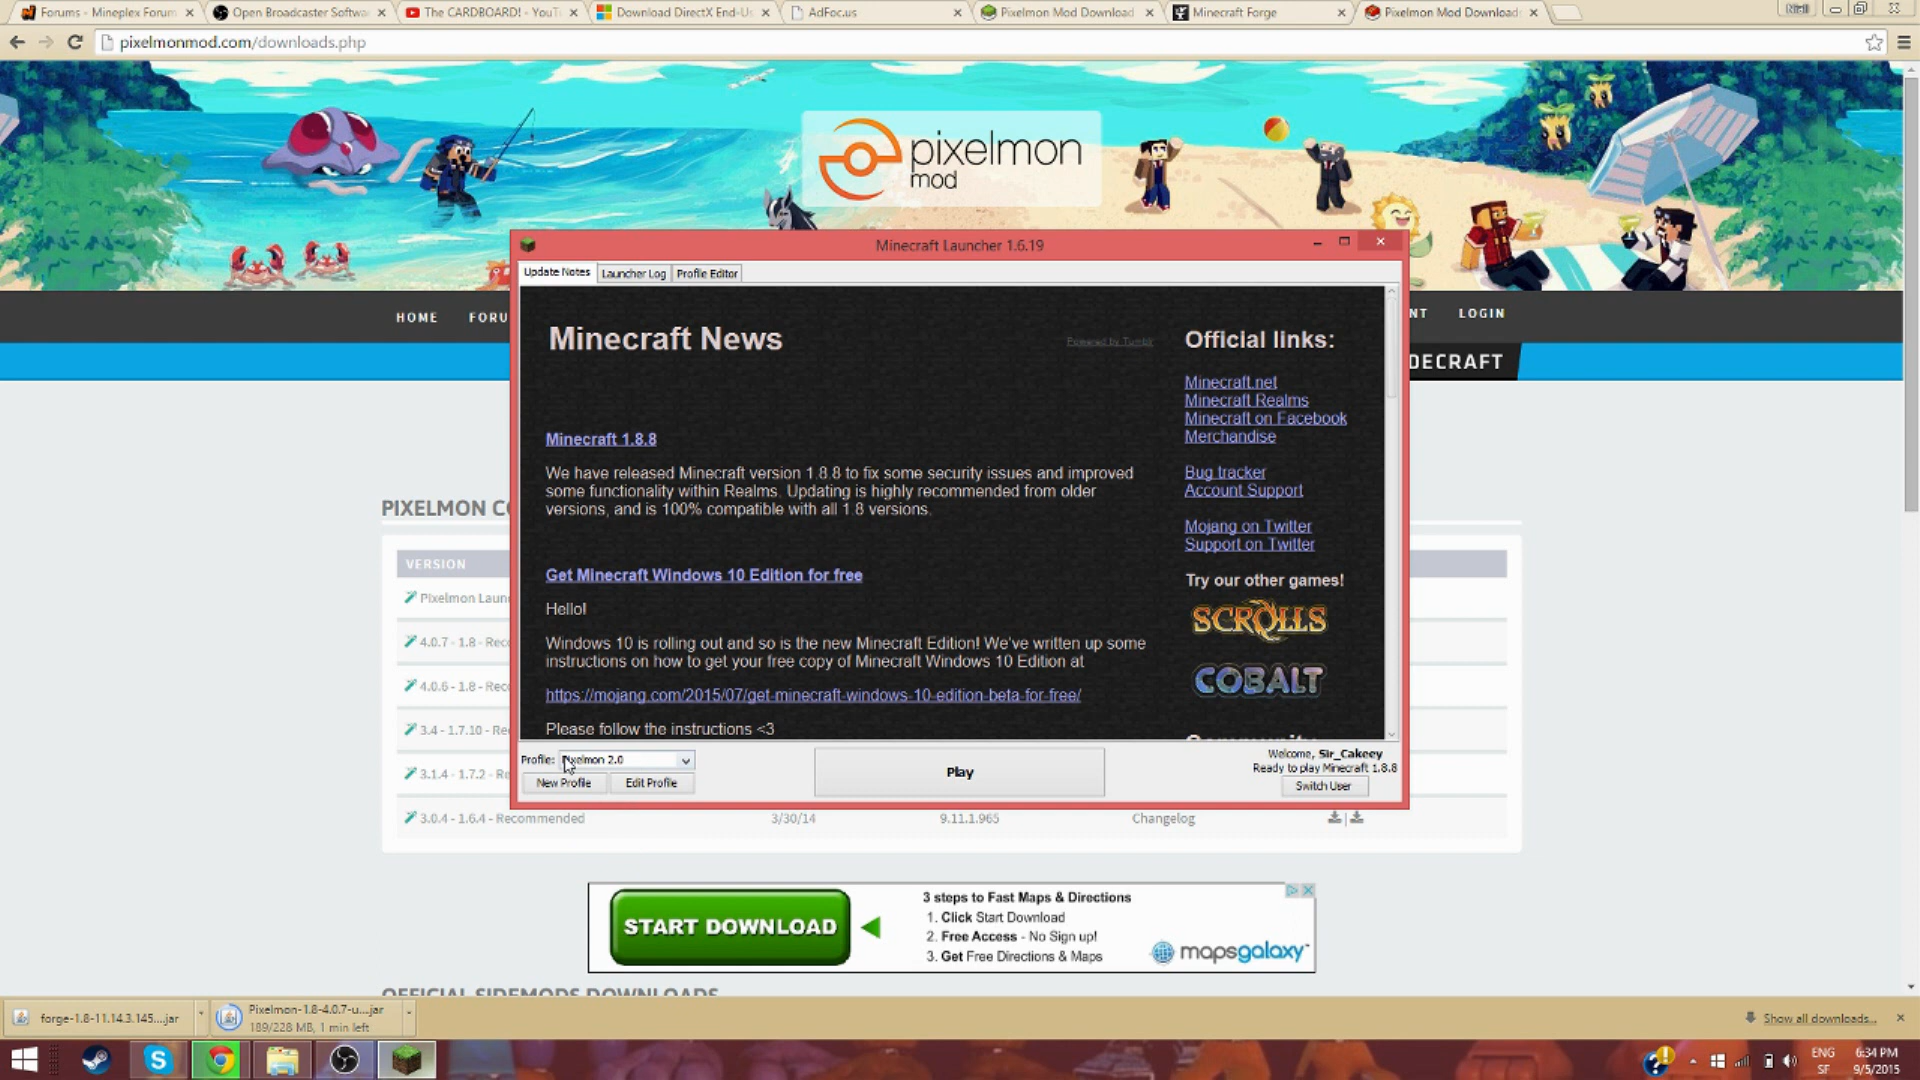 Forums - Mineplex Forum
Open Broadcaster Softwa
The CARDBOARD! - YouT
Download DirectX End-Us
AdFoc.us
Pixelmon Mod Download
Minecraft Forge
Pixelmon Mod Download
pixelmonmod.com/downloads.php
pixelmon
mod
Minecraft Launcher 1.6.19
Update Notes
Launcher Log
Profile Editor
HOME
FORU
NT
LOGIN
DECRAFT
Minecraft News
Powered by Tumblr
Official links:
Minecraft.net
Minecraft Realms
Minecraft on Facebook
Merchandise
Bug tracker
Account Support
Mojang on Twitter
Support on Twitter
Try our other games!
SCROLLS
COBALT
Community
Minecraft 1.8.8
We have released Minecraft version 1.8.8 to fix some security issues and improved
some functionality within Realms. Updating is highly recommended from older
versions, and is 100% compatible with all 1.8 versions.
Get Minecraft Windows 10 Edition for free
Hello!
Windows 10 is rolling out and so is the new Minecraft Edition! We've written up some
instructions on how to get your free copy of Minecraft Windows 10 Edition at
https://mojang.com/2015/07/get-minecraft-windows-10-edition-beta-for-free/
Please follow the instructions <3
Profile: Pixelmon 2.0
New Profile
Edit Profile
Play
Welcome, Sir_Cakeey
Ready to play Minecraft 1.8.8
Switch User
PIXELMON CO
VERSION
Pixelmon Laun
4.0.7 - 1.8 - Reco
4.0.6 - 1.8 - Reco
3.4 - 1.7.10 - Re
3.1.4 - 1.7.2 - Re
3.0.4 - 1.6.4 - Recommended
3/30/14
9.11.1.965
Changelog
START DOWNLOAD
3 steps to Fast Maps & Directions
1. Click Start Download
2. Free Access - No Sign up!
3. Get Free Directions & Maps
mapsgalaxy
OFFICIAL SIDEMODS DOWNLOADS
forge-1.8-11.14.3.145....jar
Pixelmon-1.8-4.0.7-u....jar
189/228 MB, 1 min left
Show all downloads...
ENG
SF
6:34 PM
9/5/2015